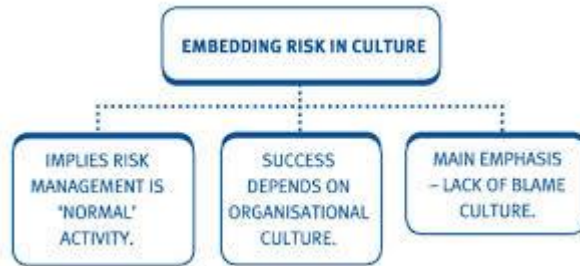 EMBEDDING RISK IN CULTURE
IMPLIES RISK
MANAGEMENT IS
'NORMAL'
ACTIVITY.
SUCCESS
DEPENDS ON
ORGANISATIONAL
CULTURE.
MAIN EMPHASIS
– LACK OF BLAME
CULTURE.